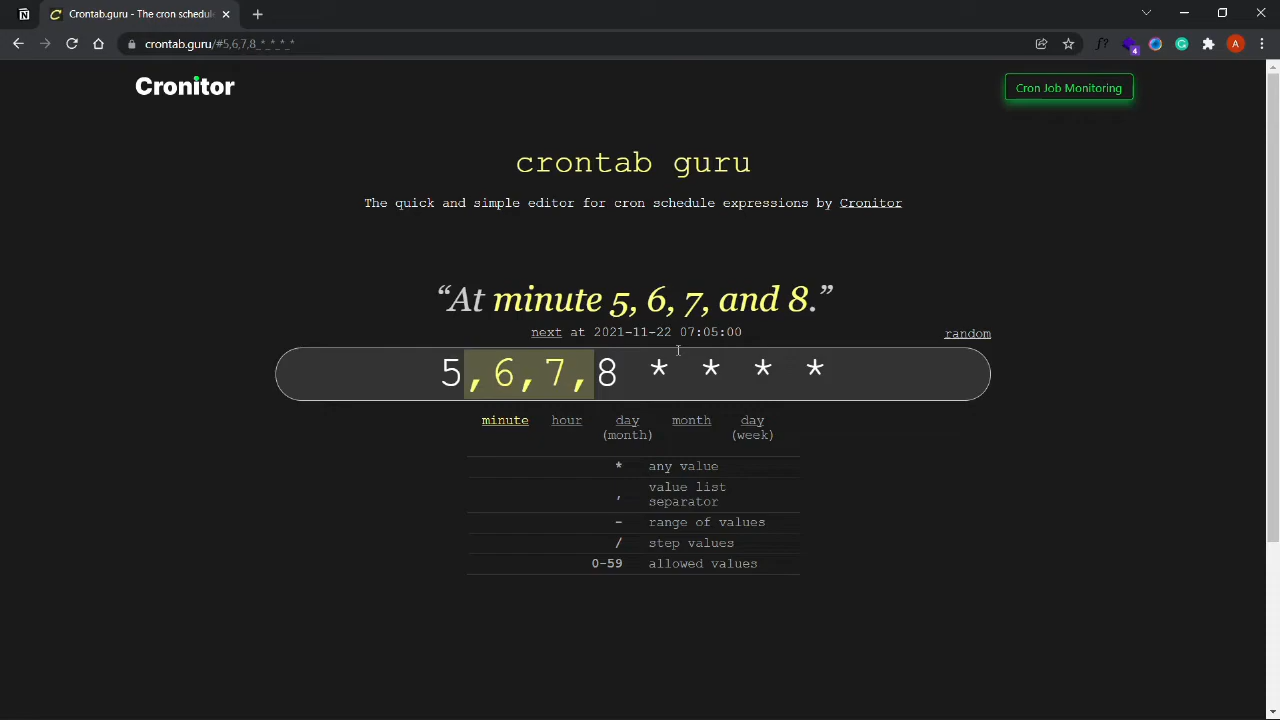 Crontab.guru - The cron schedule
crontab.guru/#5,6,7,8_*_*_*_*
4
A
Cronitor
Cron Job Monitoring
crontab guru
The quick and simple editor for cron schedule expressions by Cronitor
“At minute 5, 6, 7, and 8.”
next at 2021-11-22 07:05:00
random
5,6,7,8 * * * *
minute hour day (month) month day (week)
* any value
, value list separator
- range of values
/ step values
0-59 allowed values